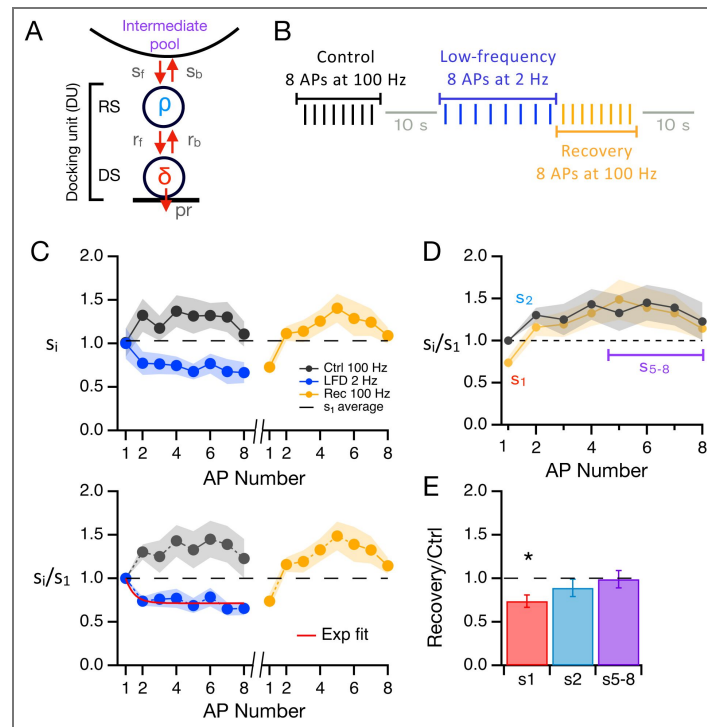 A
Intermediate
pool
sf
sb
Docking unit (DU)
RS
ρ
rf
rb
DS
δ
pr
B
Control
8 APs at 100 Hz
Low-frequency
8 APs at 2 Hz
10 s
10 s
Recovery
8 APs at 100 Hz
C
2.0
1.5
1.0
0.5
0.0
si
Ctrl 100 Hz
LFD 2 Hz
Rec 100 Hz
s1 average
1 2 4 6 8 1 2 4 6 8
AP Number
2.0
1.5
1.0
0.5
0.0
si/s1
Exp fit
1 2 4 6 8 1 2 4 6 8
AP Number
D
2.0
1.5
1.0
0.5
0.0
si/s1
s2
s1
s5-8
1 2 4 6 8
AP Number
E
2.0
1.5
1.0
0.5
0.0
Recovery/Ctrl
*
s1 s2 s5-8